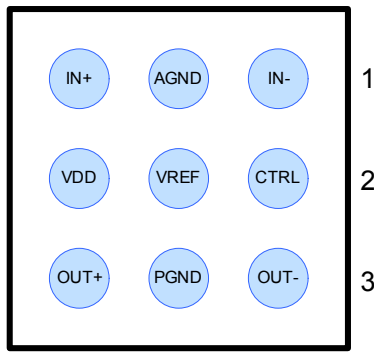 IN+ AGND IN- 1
VDD VREF CTRL 2
OUT+ PGND OUT- 3